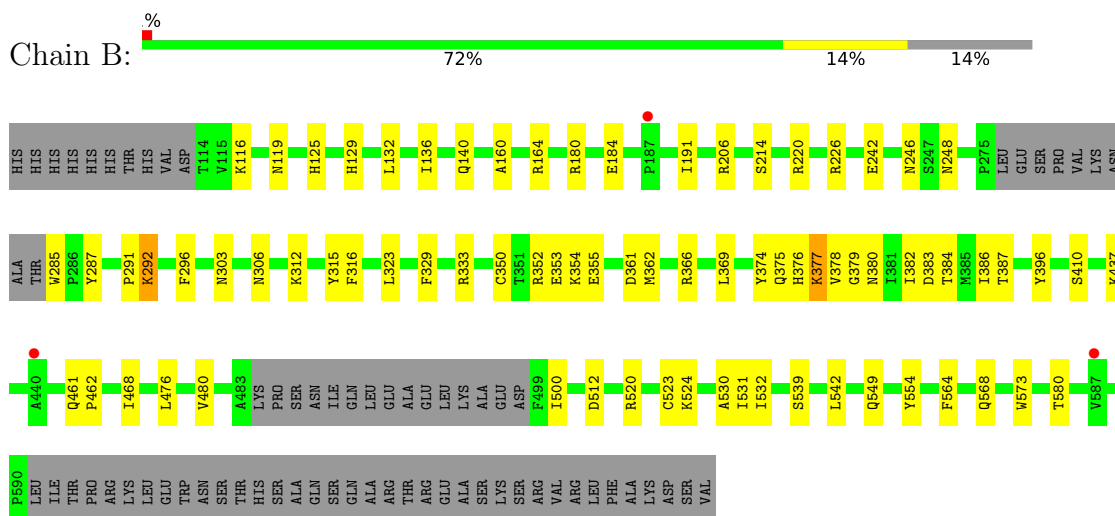 .%
Chain B:
72% 14% 14%
HIS HIS HIS HIS HIS HIS THR HIS VAL ASP T114 V115 K116 N119 H125 H129 L132 I136 Q140 A160 R164 R180 E184 P187 I191 R206 S214 R220 R226 E242 N246 S247 N248 P275 LEU GLU SER PRO VAL LYS ASN
ALA THR W285 P286 Y287 P291 K292 F296 N303 N306 K312 Y315 F316 L323 F329 R333 C350 T351 R352 E353 K354 E355 D361 M362 R366 L369 Y374 Q375 H376 K377 V378 G379 N380 I381 I382 D383 T384 M385 I386 T387 Y396 S410 K437
A440 Q461 P462 I468 L476 V480 A483 LYS PRO SER ASN ILE GLN LEU GLU ALA GLU LEU LYS ALA GLU ASP F499 I500 D512 R520 C523 K524 A530 I531 I532 S539 L542 Q549 Y554 F564 Q568 W573 T580 V587
P590 LEU ILE THR PRO ARG LYS LEU GLU TRP ASN SER THR HIS SER ALA GLN SER GLN ALA ARG THR ARG GLU ALA SER LYS SER ARG VAL ARG LEU PHE ALA LYS ASP SER VAL